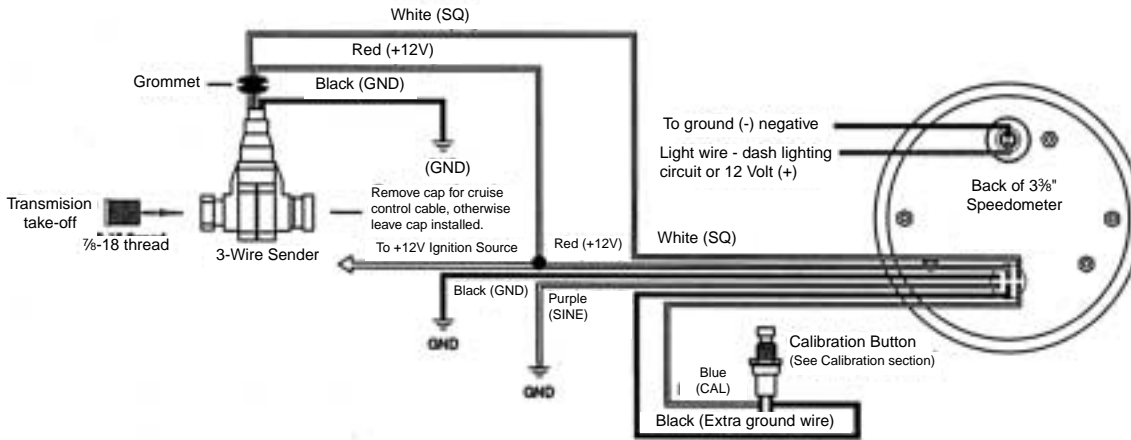 White (SQ)
Red (+12V)
Grommet
Black (GND)
(GND)
To ground (-) negative
Light wire - dash lighting
circuit or 12 Volt (+)
Back of 3⅜"
Speedometer
Transmision
take-off
⅞-18 thread
3-Wire Sender
Remove cap for cruise
control cable, otherwise
leave cap installed.
To +12V Ignition Source
Red (+12V)
White (SQ)
Black (GND)
Purple
(SINE)
GND
GND
Calibration Button
(See Calibration section)
Blue
(CAL)
Black (Extra ground wire)